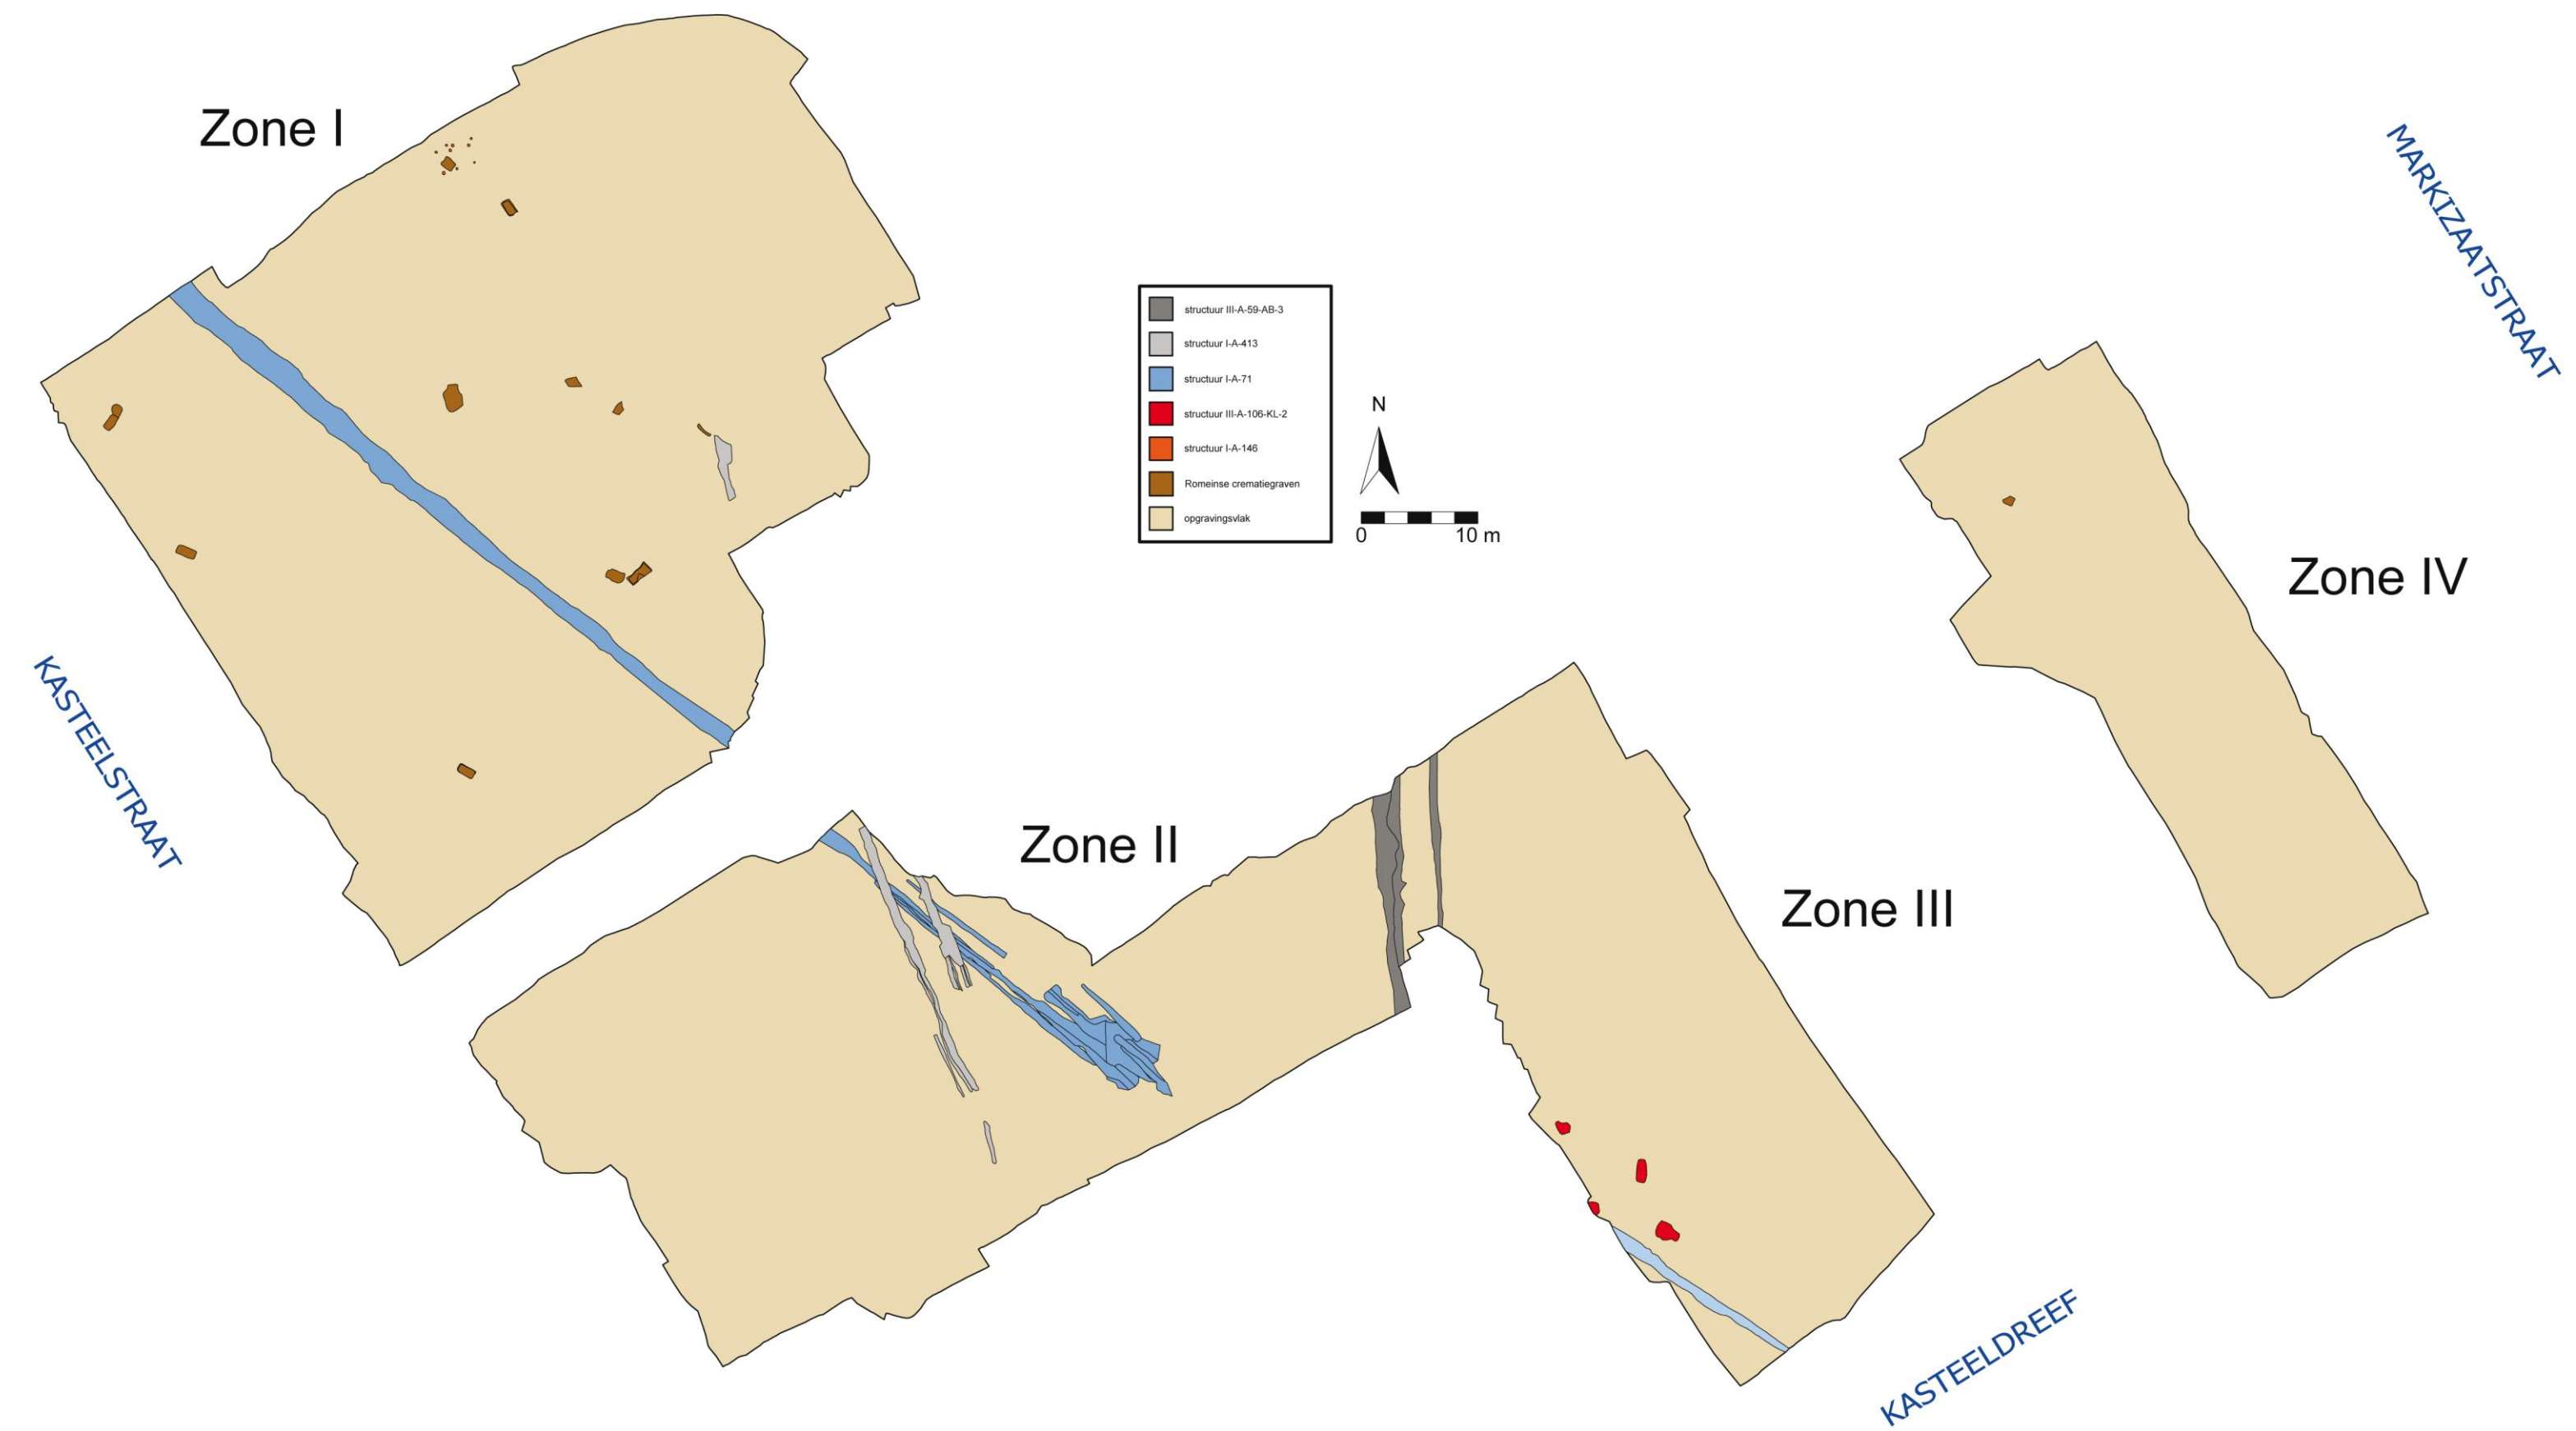 Zone I
MARKIZAATSTRAAT
structuur III-A-59-AB-3
structuur I-A-413
structuur I-A-71
structuur III-A-106-KL-2
structuur I-A-146
Romeinse crematiegraven
opgravingsvlak
N
0 10 m
Zone IV
KASTEELSTRAAT
Zone II
Zone III
KASTEELDREEF